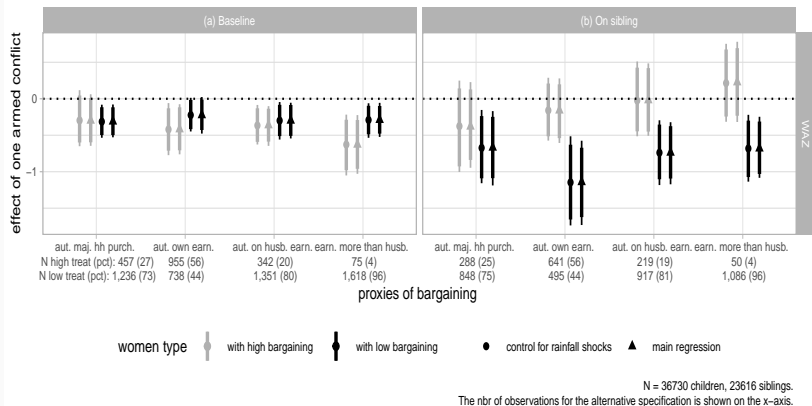 (a) Baseline
(b) On sibling
effect of one armed conflict
0
−1
WAZ
aut. maj. hh purch. aut. own earn. aut. on husb. earn. earn. more than husb.
N high treat (pct): 457 (27) 955 (56) 342 (20) 75 (4)
N low treat (pct): 1,236 (73) 738 (44) 1,351 (80) 1,618 (96)
aut. maj. hh purch. aut. own earn. aut. on husb. earn. earn. more than husb.
288 (25) 641 (56) 219 (19) 50 (4)
848 (75) 495 (44) 917 (81) 1,086 (96)
proxies of bargaining
women type with high bargaining with low bargaining control for rainfall shocks main regression
N = 36730 children, 23616 siblings.
The nbr of observations for the alternative specification is shown on the x−axis.